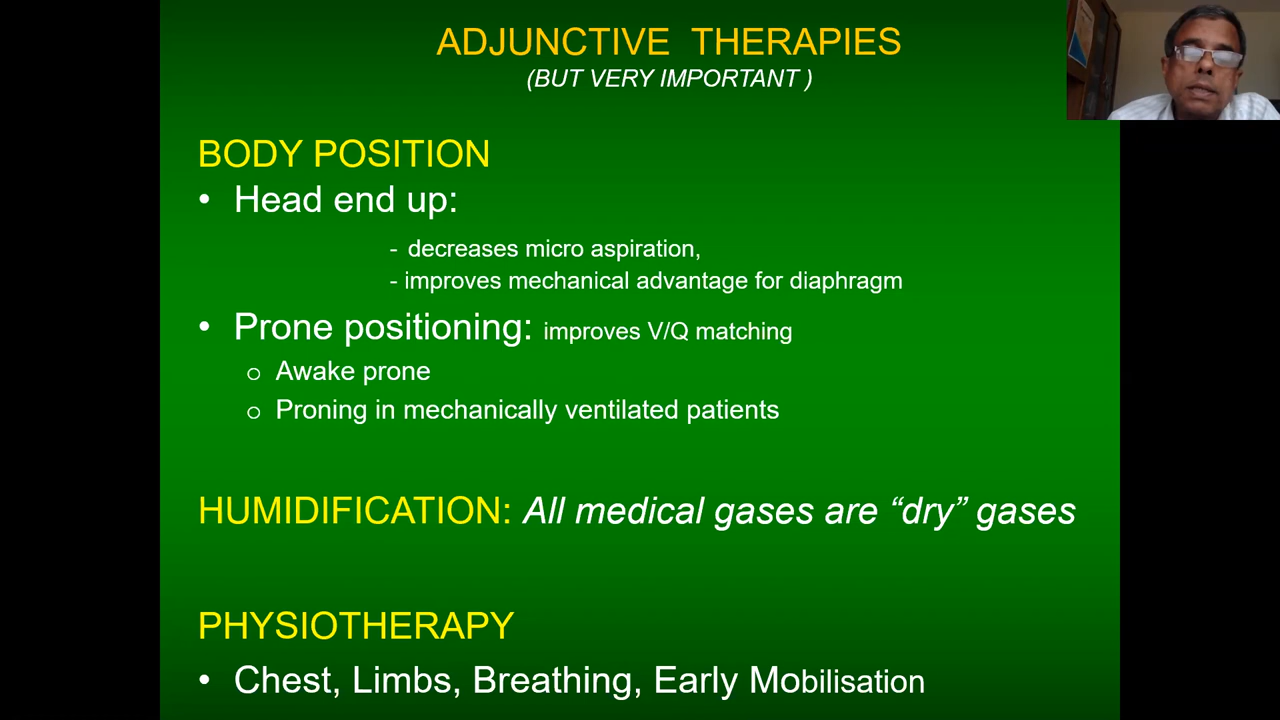 ADJUNCTIVE THERAPIES
(BUT VERY IMPORTANT )
BODY POSITION
• Head end up:
- decreases micro aspiration,
- improves mechanical advantage for diaphragm
• Prone positioning: improves V/Q matching
o Awake prone
o Proning in mechanically ventilated patients
HUMIDIFICATION: All medical gases are “dry” gases
PHYSIOTHERAPY
• Chest, Limbs, Breathing, Early Mobilisation